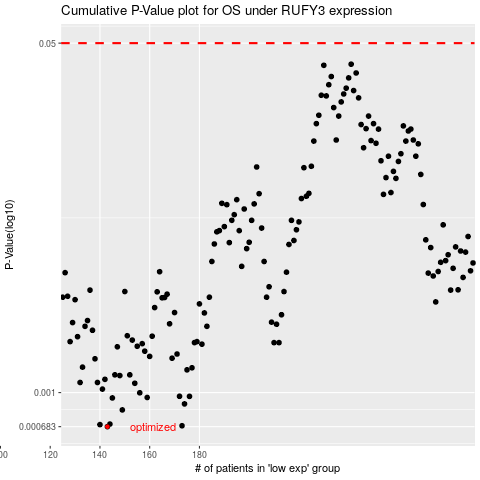 Cumulative P-Value plot for OS under RUFY3 expression
0.05
P-Value(log10)
0.001
0.000683
optimized
00 120 140 160 180
# of patients in 'low exp' group